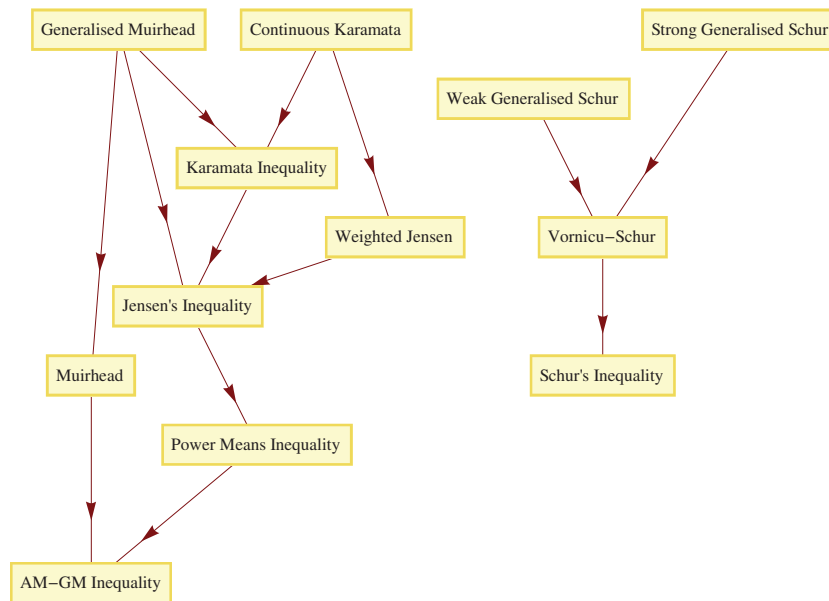 Generalised Muirhead
Continuous Karamata
Strong Generalised Schur
Weak Generalised Schur
Karamata Inequality
Weighted Jensen
Vornicu−Schur
Jensen's Inequality
Muirhead
Schur's Inequality
Power Means Inequality
AM−GM Inequality